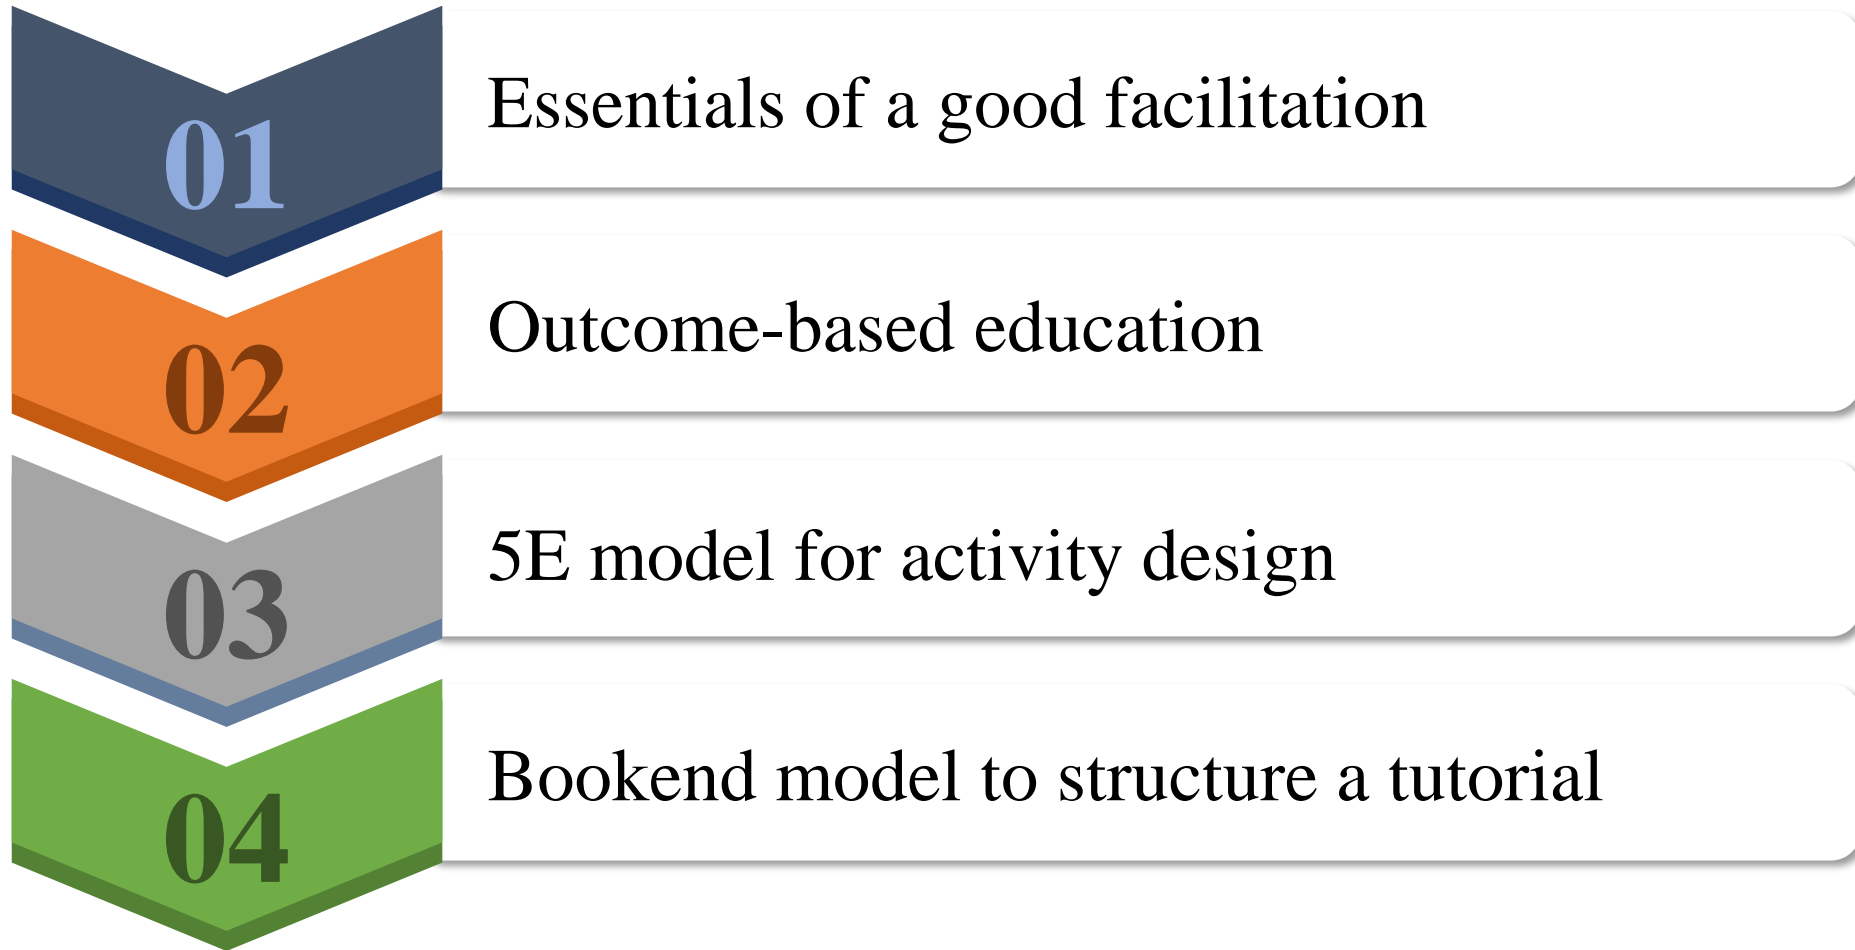 01
Essentials of a good facilitation
02
Outcome-based education
03
5E model for activity design
04
Bookend model to structure a tutorial